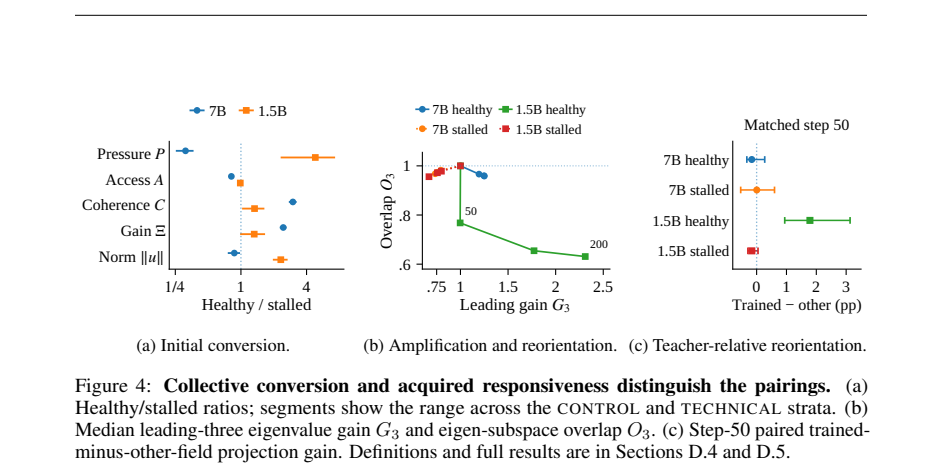 7B 1.5B
Pressure P
Access A
Coherence C
Gain Ξ
Norm ‖u‖
1/4 1 4
Healthy / stalled
7B healthy 1.5B healthy
7B stalled 1.5B stalled
Overlap O₃
1
.8
.6
50
200
.75 1 1.5 2 2.5
Leading gain G₃
Matched step 50
7B healthy
7B stalled
1.5B healthy
1.5B stalled
0 1 2 3
Trained − other (pp)
(a) Initial conversion.
(b) Amplification and reorientation.
(c) Teacher-relative reorientation.
Figure 4: Collective conversion and acquired responsiveness distinguish the pairings. (a)
Healthy/stalled ratios; segments show the range across the CONTROL and TECHNICAL strata. (b)
Median leading-three eigenvalue gain G₃ and eigen-subspace overlap O₃. (c) Step-50 paired trained-
minus-other-field projection gain. Definitions and full results are in Sections D.4 and D.5.